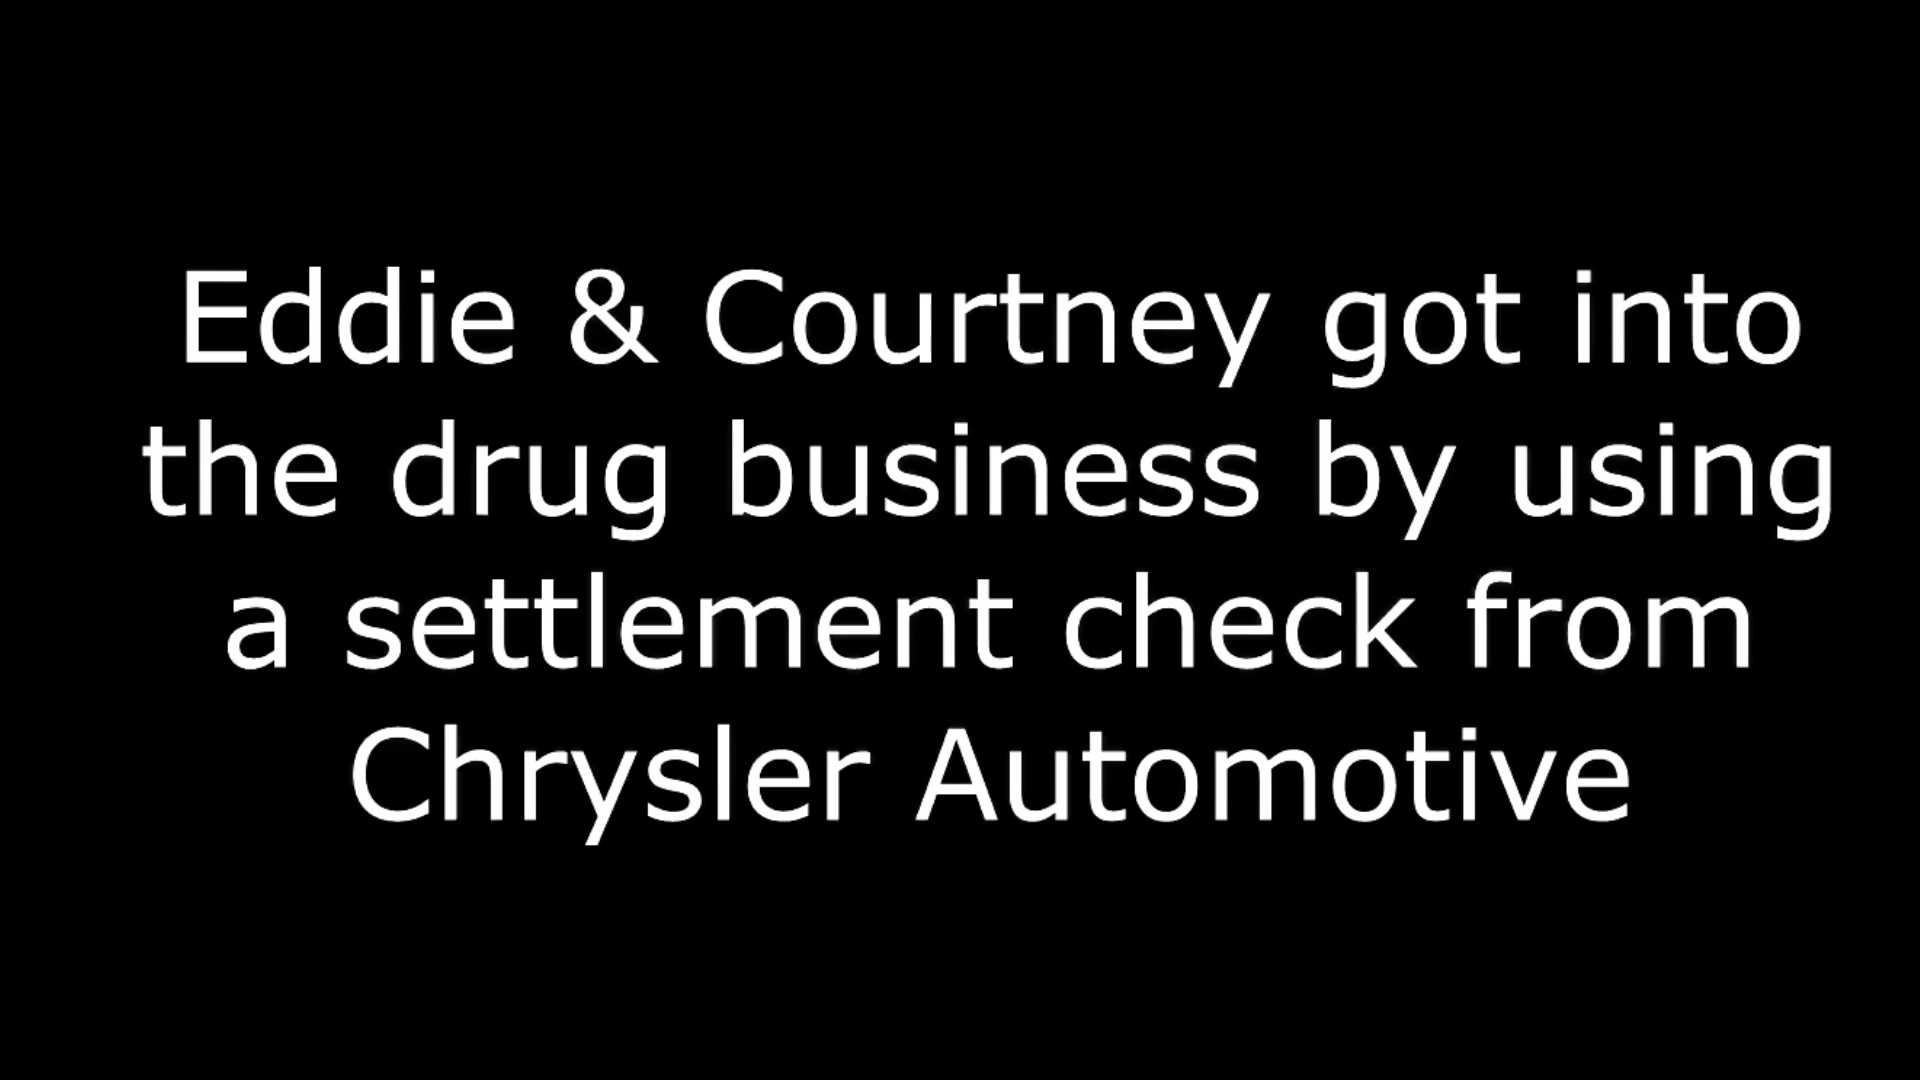 Eddie & Courtney got into
the drug business by using
a settlement check from
Chrysler Automotive